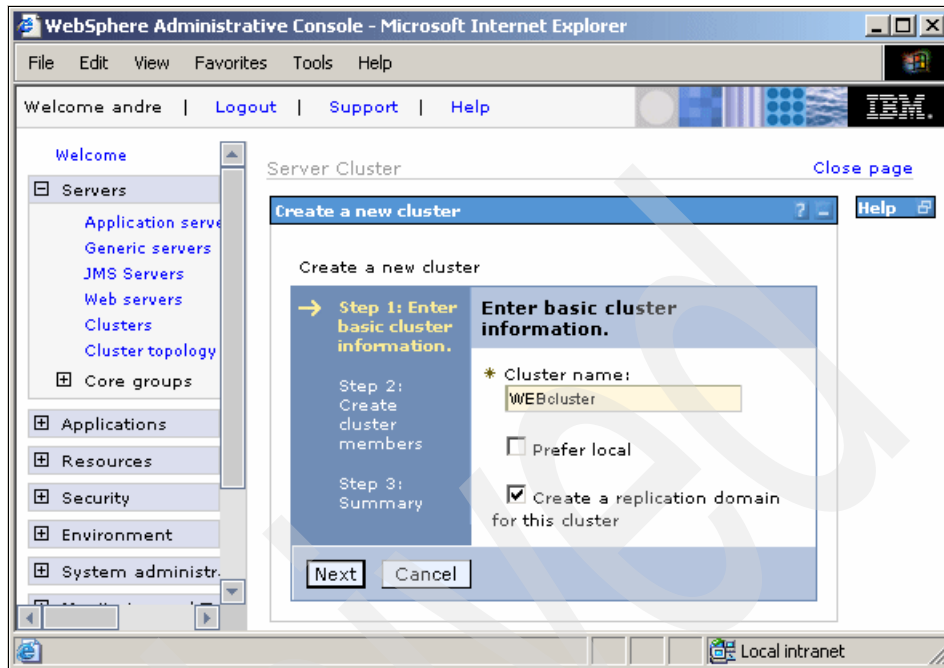 WebSphere Administrative Console - Microsoft Internet Explorer
File Edit View Favorites Tools Help
Welcome andre | Logout | Support | Help
IBM.
Welcome
Servers
Application serve
Generic servers
JMS Servers
Web servers
Clusters
Cluster topology
Core groups
Applications
Resources
Security
Environment
System administr
Server Cluster
Close page
Create a new cluster ?
Help
Create a new cluster
Step 1: Enter
basic cluster
information.
Step 2:
Create
cluster
members
Step 3:
Summary
Enter basic cluster
information.
* Cluster name:
WEBcluster
Prefer local
Create a replication domain
for this cluster
Next Cancel
Local intranet